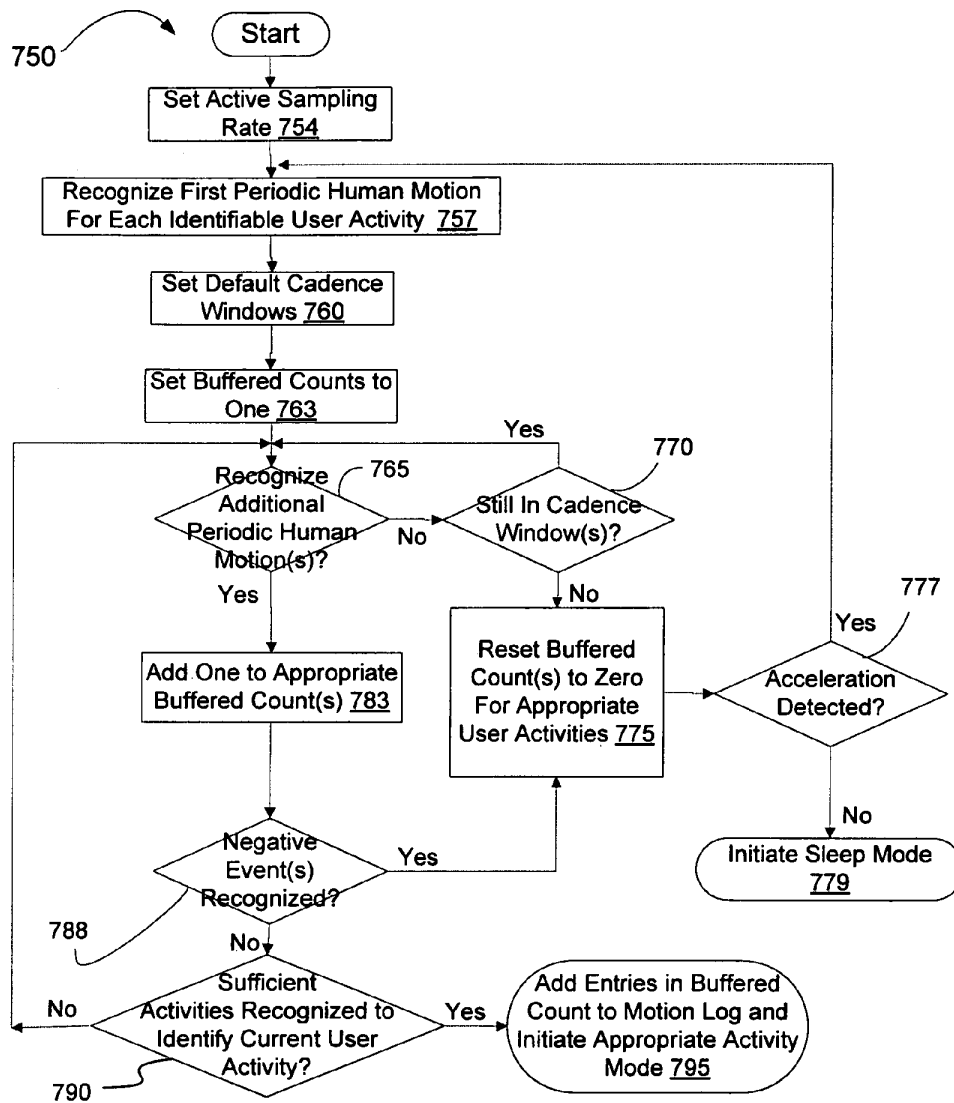 750
Start
Set Active Sampling
Rate 754
Recognize First Periodic Human Motion
For Each Identifiable User Activity 757
Set Default Cadence
Windows 760
Set Buffered Counts to
One 763
Yes
770
Recognize
Additional
Periodic Human
Motion(s)?
765
No
Still In Cadence
Window(s)?
Yes
No
777
Yes
Add One to Appropriate
Buffered Count(s) 783
Reset Buffered
Count(s) to Zero
For Appropriate
User Activities 775
Acceleration
Detected?
No
Negative
Event(s)
Recognized?
Yes
Initiate Sleep Mode
779
788
No
Sufficient
Activities Recognized to
Identify Current User
Activity?
No
Yes
Add Entries in Buffered
Count to Motion Log and
Initiate Appropriate Activity
Mode 795
790